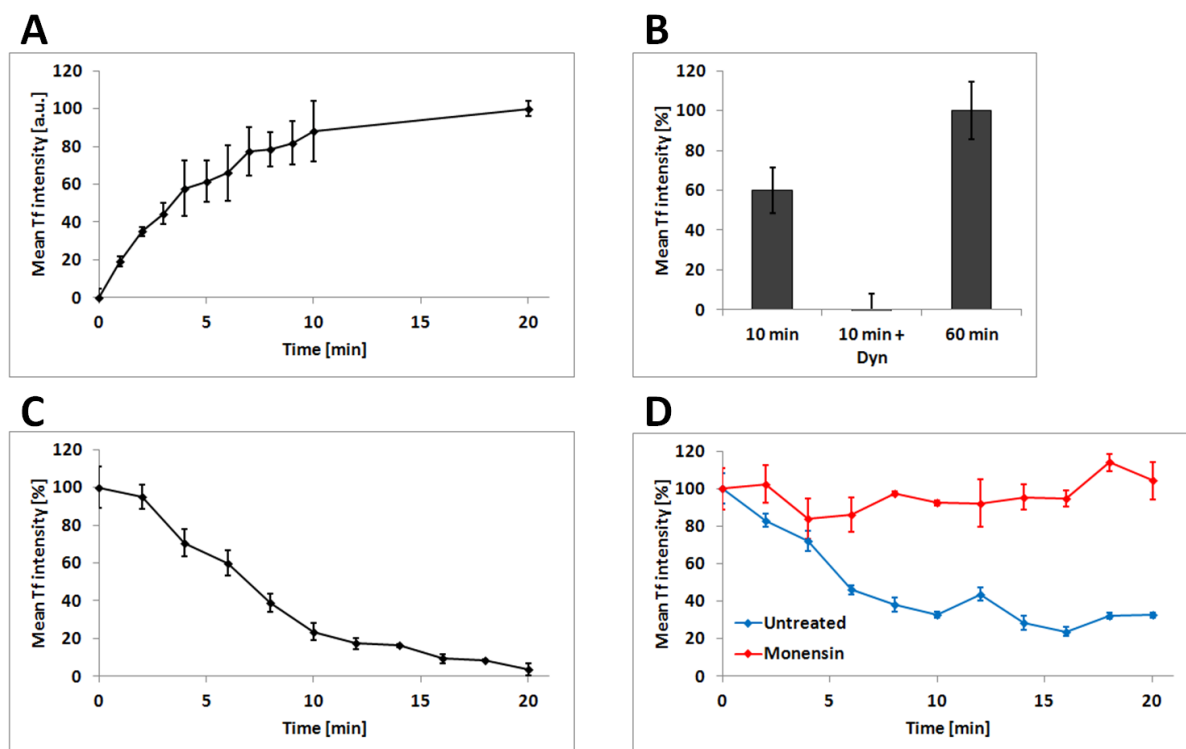 A
Mean Tf intensity [a.u.]
120
100
80
60
40
20
0
0 5 10 15 20
Time [min]
B
Mean Tf intensity [%]
120
100
80
60
40
20
0
10 min 10 min + 60 min
Dyn
C
Mean Tf intensity [%]
120
100
80
60
40
20
0
0 5 10 15 20
Time [min]
D
Mean Tf intensity [%]
120
100
80
60
40
20
0
Untreated
Monensin
0 5 10 15 20
Time [min]